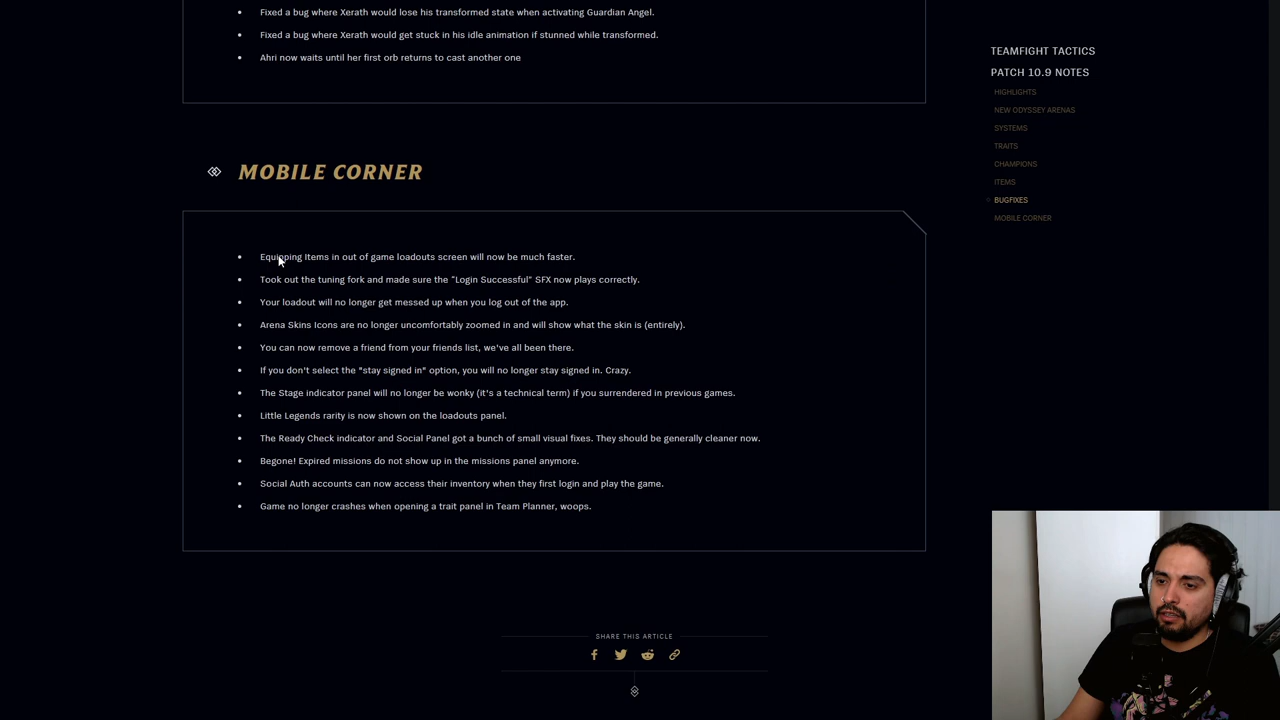 Fixed a bug where Xerath would lose his transformed state when activating Guardian Angel.
Fixed a bug where Xerath would get stuck in his idle animation if stunned while transformed.
Ahri now waits until her first orb returns to cast another one
MOBILE CORNER
Equipping Items in out of game loadouts screen will now be much faster.
Took out the tuning fork and made sure the "Login Successful" SFX now plays correctly.
Your loadout will no longer get messed up when you log out of the app.
Arena Skins Icons are no longer uncomfortably zoomed in and will show what the skin is (entirely).
You can now remove a friend from your friends list, we've all been there.
If you don't select the "stay signed in" option, you will no longer stay signed in. Crazy.
The Stage indicator panel will no longer be wonky (it's a technical term) if you surrendered in previous games.
Little Legends rarity is now shown on the loadouts panel.
The Ready Check indicator and Social Panel got a bunch of small visual fixes. They should be generally cleaner now.
Begone! Expired missions do not show up in the missions panel anymore.
Social Auth accounts can now access their inventory when they first login and play the game.
Game no longer crashes when opening a trait panel in Team Planner, woops.
SHARE THIS ARTICLE
TEAMFIGHT TACTICS
PATCH 10.9 NOTES
HIGHLIGHTS
NEW ODYSSEY ARENAS
SYSTEMS
TRAITS
CHAMPIONS
ITEMS
BUGFIXES
MOBILE CORNER